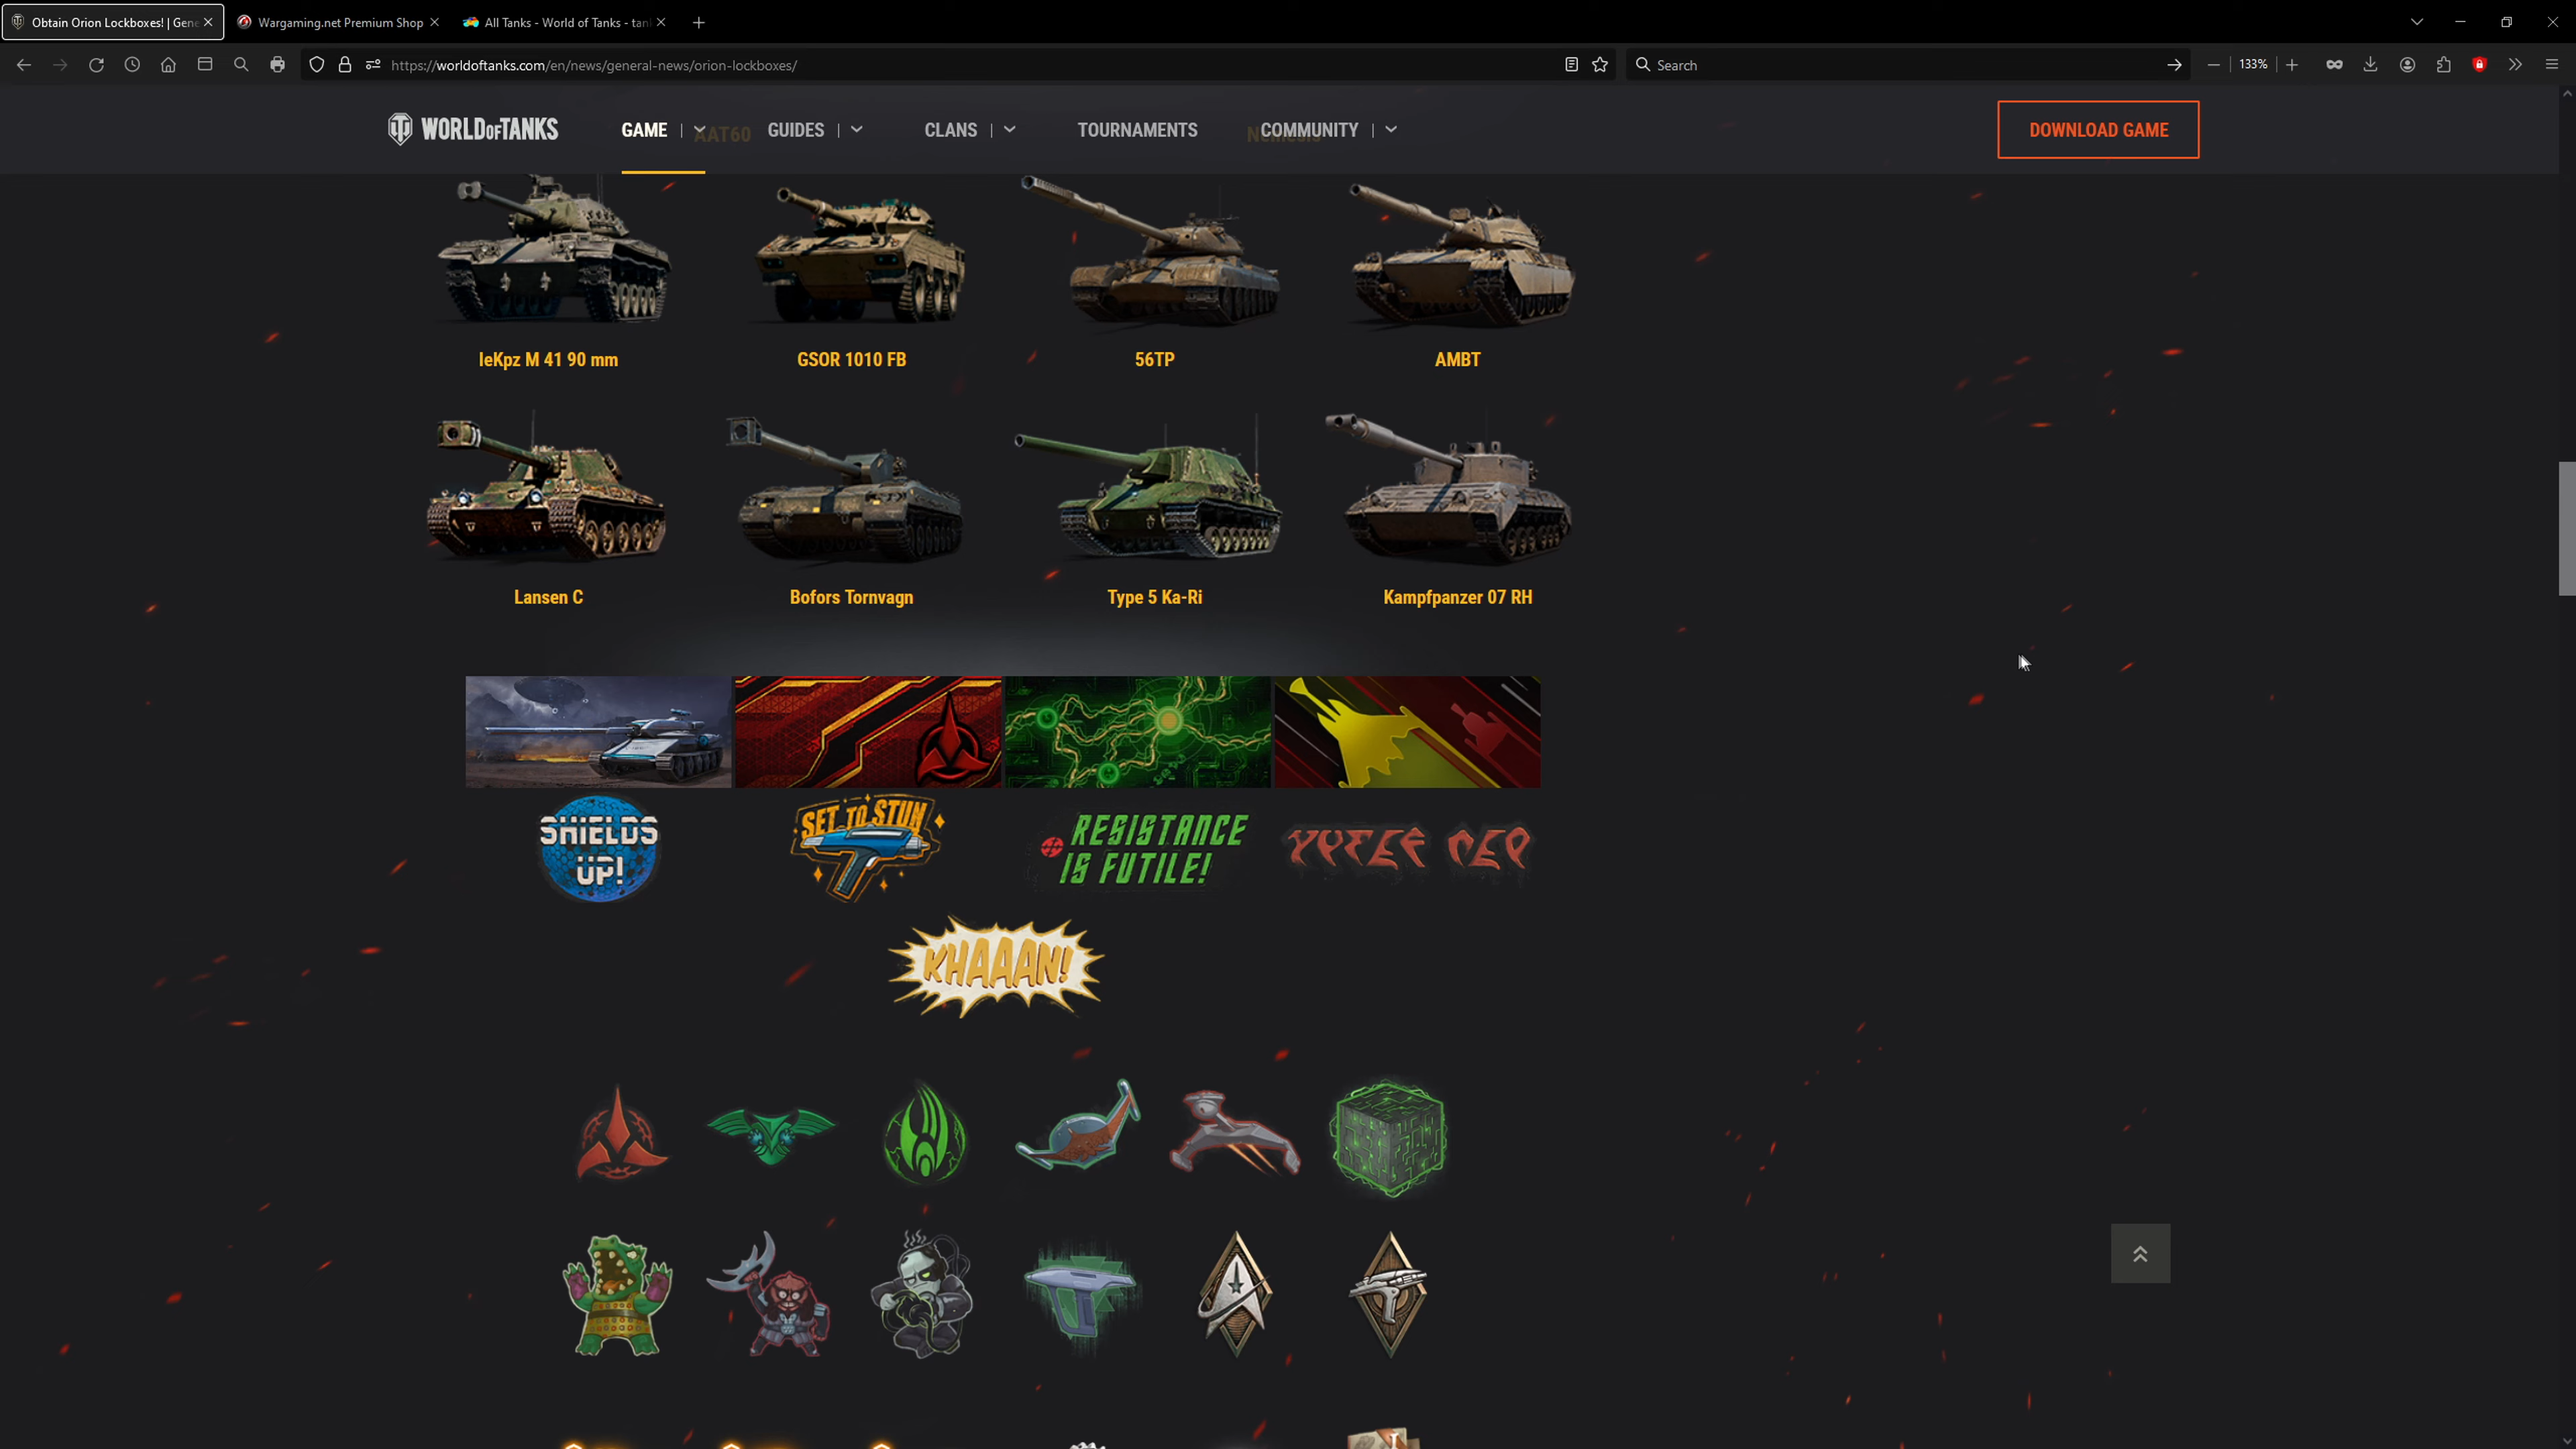 Obtain Orion Lockboxes! | Gene
Wargaming.net Premium Shop
All Tanks - World of Tanks - tan
https://worldoftanks.com/en/news/general-news/orion-lockboxes/
Search
133%
WORLD OF TANKS
GAME
GUIDES
CLANS
TOURNAMENTS
COMMUNITY
DOWNLOAD GAME
AAT60
Nemesis
leKpz M 41 90 mm
GSOR 1010 FB
56TP
AMBT
Lansen C
Bofors Tornvagn
Type 5 Ka-Ri
Kampfpanzer 07 RH
SHIELDS
UP!
SET TO STUN
RESISTANCE
IS FUTILE!
KHAAAN!